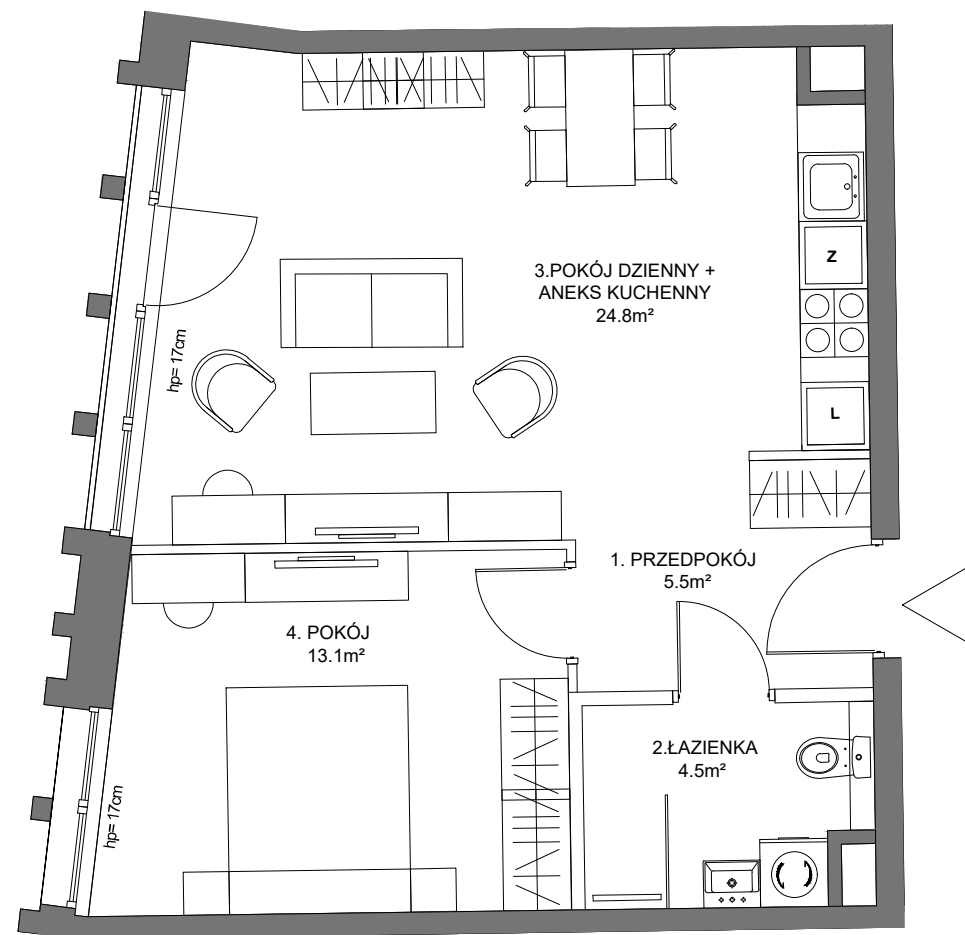 3.POKÓJ DZIENNY +
ANEKS KUCHENNY
24.8m²
Z
L
hp= 17cm
1. PRZEDPOKÓJ
5.5m²
4. POKÓJ
13.1m²
2.ŁAZIENKA
4.5m²
hp= 17cm